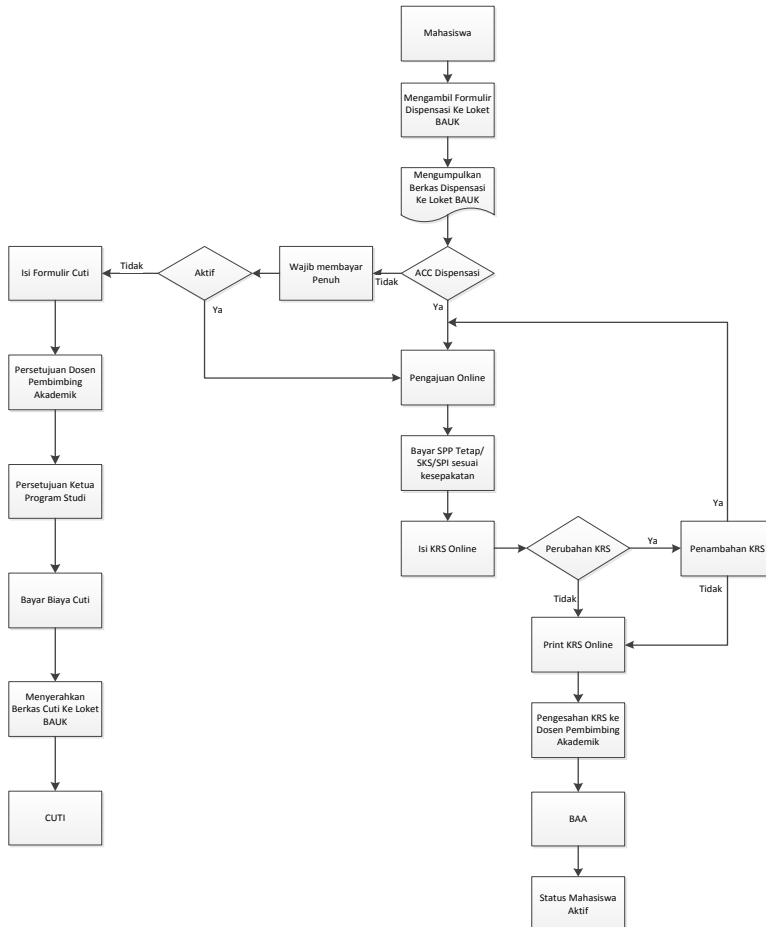 Mahasiswa
Mengambil Formulir
Dispensasi Ke Loket
BAUK
Mengumpulkan
Berkas Dispensasi
Ke Loket BAUK
ACC Dispensasi
Tidak
Wajib membayar
Penuh
Aktif
Tidak
Isi Formulir Cuti
Ya
Ya
Persetujuan Dosen
Pembimbing
Akademik
Pengajuan Online
Bayar SPP Tetap/
SKS/SPI sesuai
kesepakatan
Persetujuan Ketua
Program Studi
Isi KRS Online
Perubahan KRS
Ya
Penambahan KRS
Ya
Tidak
Tidak
Bayar Biaya Cuti
Print KRS Online
Menyerahkan
Berkas Cuti Ke Loket
BAUK
Pengesahan KRS ke
Dosen Pembimbing
Akademik
CUTI
BAA
Status Mahasiswa
Aktif